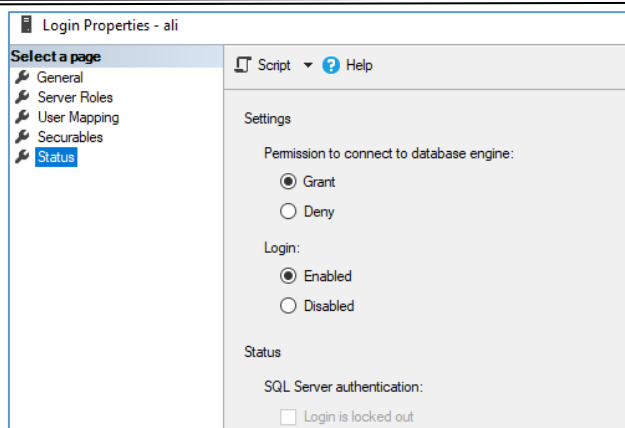 Login Properties - ali
Select a page
General
Server Roles
User Mapping
Securables
Status
Script
Help
Settings
Permission to connect to database engine:
Grant
Deny
Login:
Enabled
Disabled
Status
SQL Server authentication:
Login is locked out